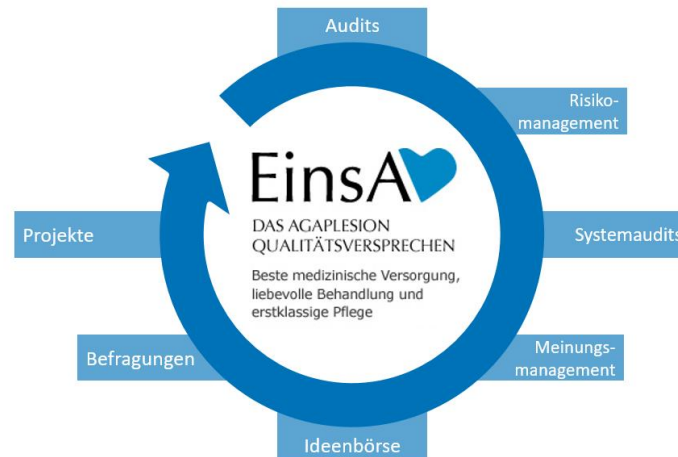 Audits
Risiko-
management
Systemaudits
Meinungs-
management
Ideenbörse
Befragungen
Projekte
EinsA
DAS AGAPLESION
QUALITÄTSVERSPRECHEN
Beste medizinische Versorgung,
liebevolle Behandlung und
erstklassige Pflege